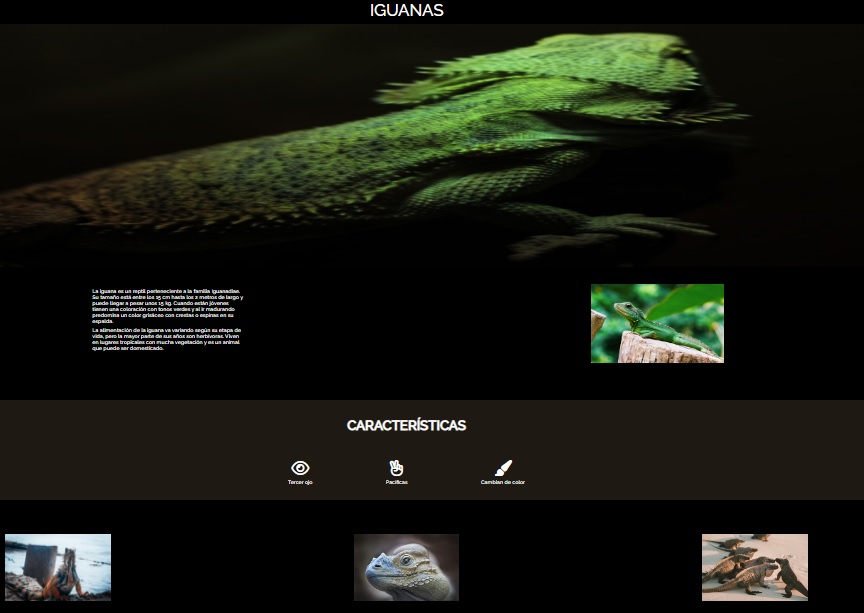 IGUANAS
La iguana es un reptil perteneciente a la familia iguanadiae.
Su tamaño está entre los 15 cm hasta los 2 metros de largo y
puede llegar a pesar unos 15 kg. Cuando están jóvenes
tienen una coloración con tonos verdes y al ir madurando
predomina un color grisáceo con crestas o espinas en su
espalda.
La alimentación de la iguana va variando según su etapa de
vida, pero la mayor parte de sus años son herbívoras. Viven
en lugares tropicales con mucha vegetación y es un animal
que puede ser domesticado.
CARACTERÍSTICAS
Tercer ojo
Pacíficas
Cambian de color